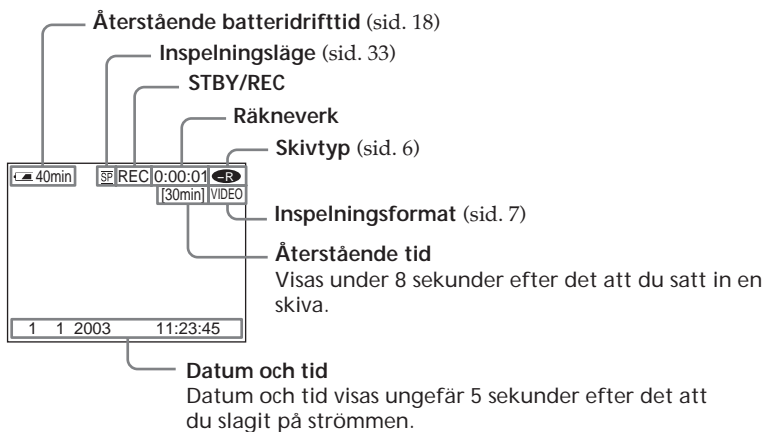 Återstående batteridrifttid (sid. 18)
Inspelningsläge (sid. 33)
STBY/REC
Räkneverk
Skivtyp (sid. 6)
40min SP REC 0:00:01 -R
[30min] VIDEO
Inspelningsformat (sid. 7)
Återstående tid
Visas under 8 sekunder efter det att du satt in en
skiva.
1 1 2003 11:23:45
Datum och tid
Datum och tid visas ungefär 5 sekunder efter det att
du slagit på strömmen.